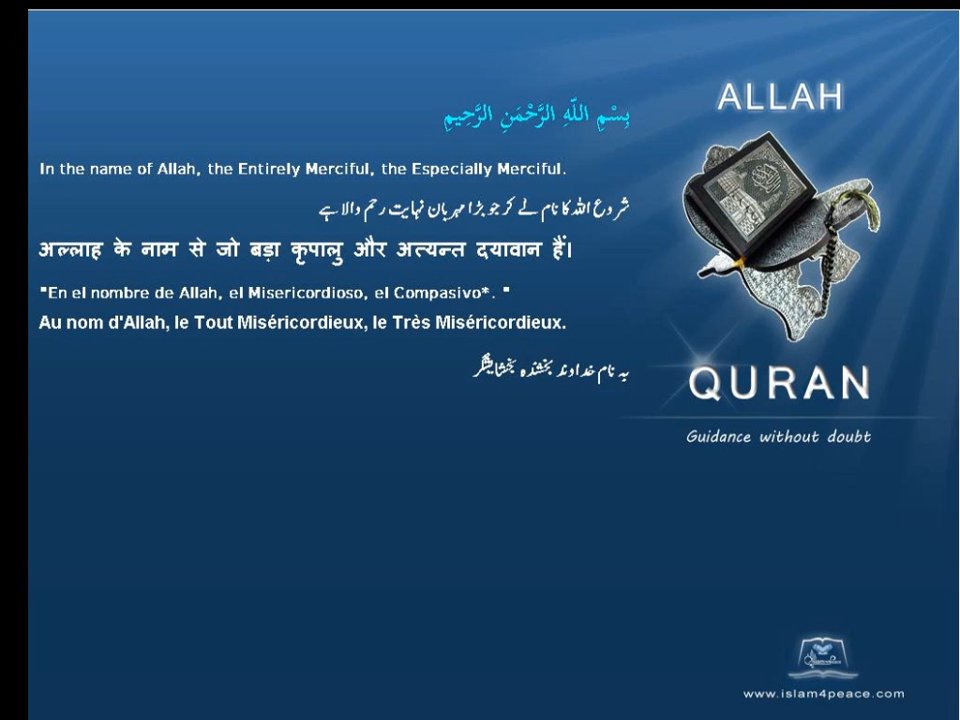 بِسْمِ اللّهِ الرَّحْمَنِ الرَّحِيمِ
In the name of Allah, the Entirely Merciful, the Especially Merciful.
شروع الله کا نام لے کر جو بڑا مہربان نہایت رحم والا ہے
अल्लाह के नाम से जो बड़ा कृपालु और अत्यन्त दयावान हैं।
"En el nombre de Allah, el Misericordioso, el Compasivo*. "
Au nom d'Allah, le Tout Miséricordieux, le Très Miséricordieux.
به نام خداوند بخشنده بخشایشگر
ALLAH
QURAN
Guidance without doubt
www.islam4peace.com